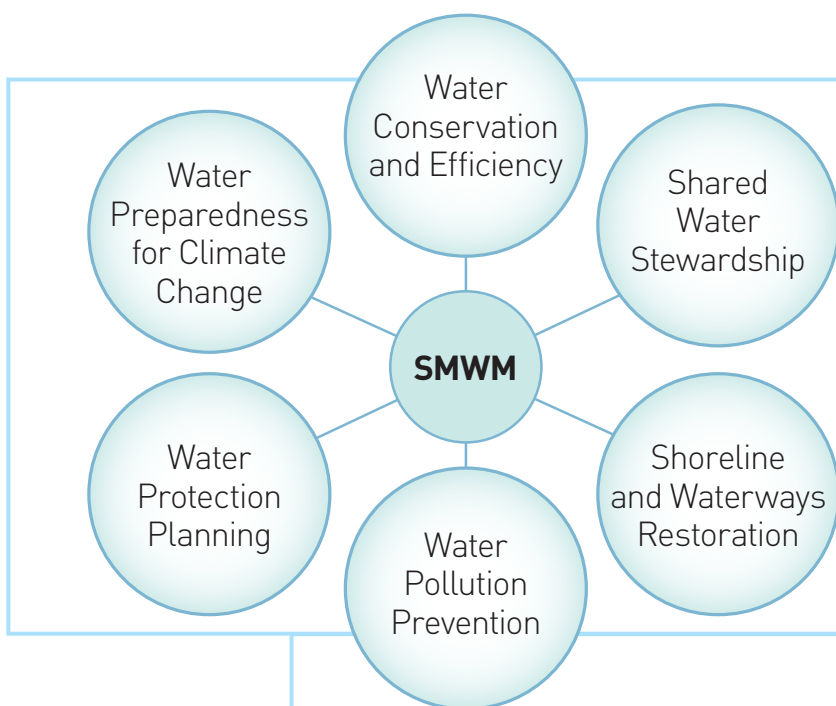 Water
Conservation
and Efficiency
Water
Preparedness
for Climate
Change
Shared
Water
Stewardship
SMWM
Water
Protection
Planning
Shoreline
and Waterways
Restoration
Water
Pollution
Prevention